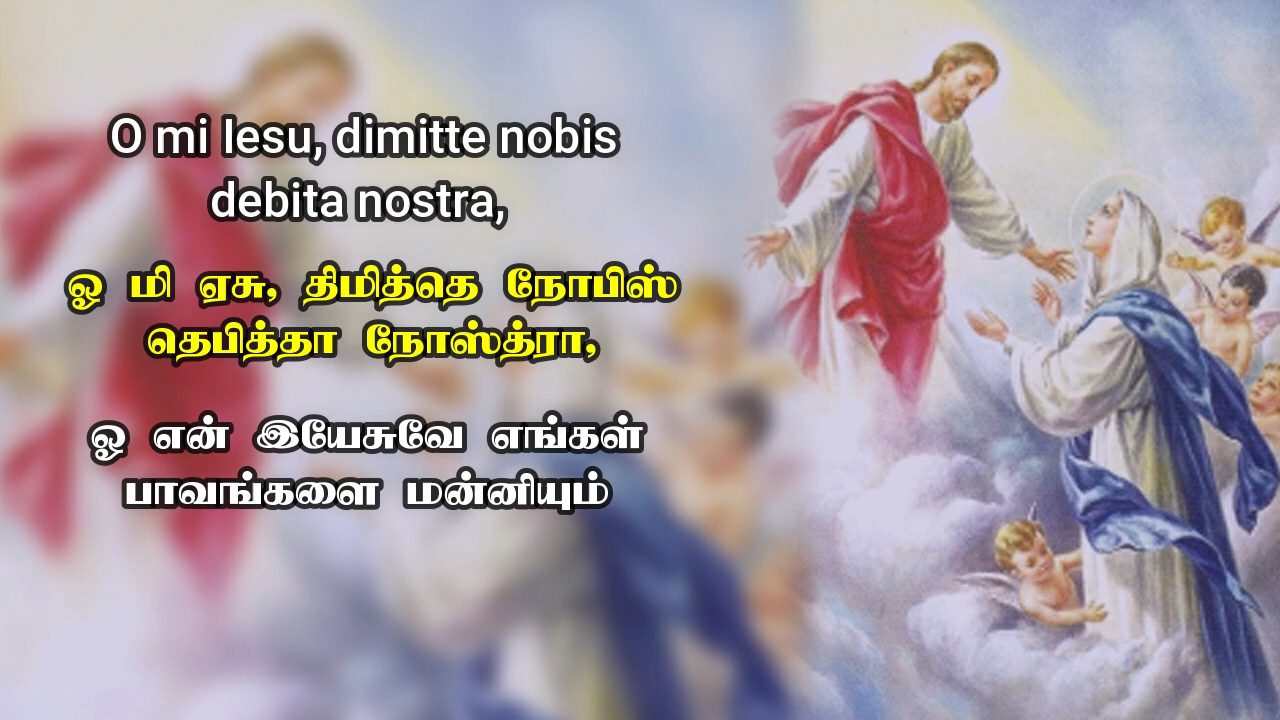 O mi Iesu, dimitte nobis
debita nostra,
ஓ மி ஏசு, திமித்தெ நோபிஸ்
தெபித்தா நோஸ்த்ரா,
ஓ என் இயேசுவே எங்கள்
பாவங்களை மன்னியும்